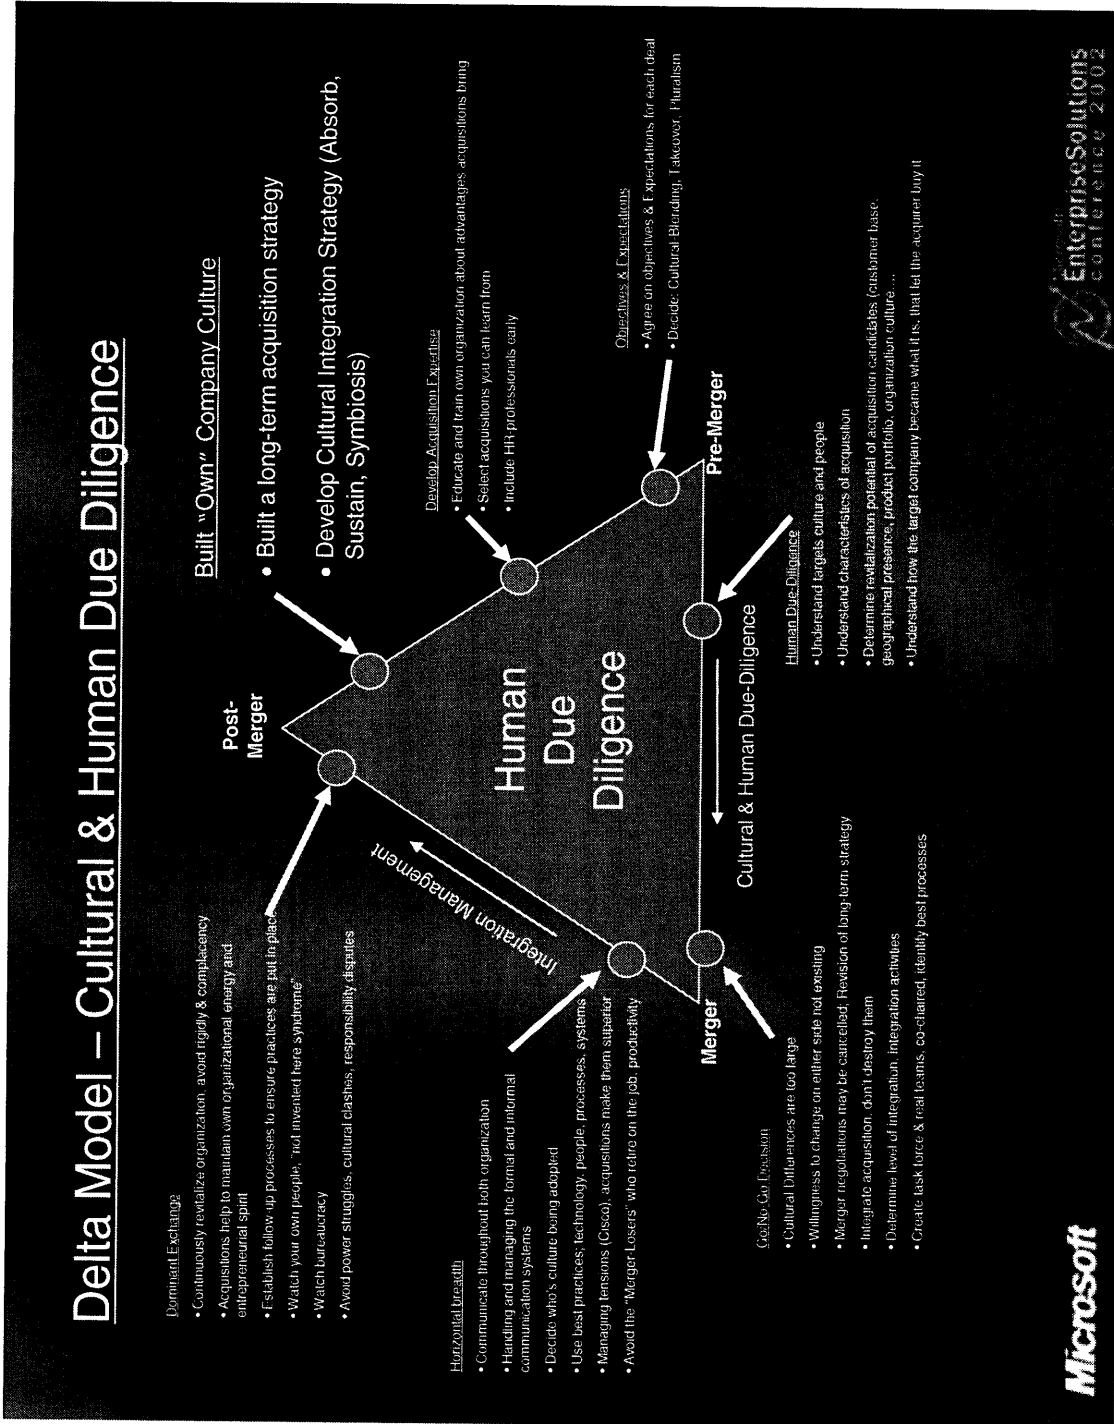 Delta Model – Cultural & Human Due Diligence
Dominant Exchange
• Continuously revitalize organization, avoid rigidly & complacency
• Acquisitions help to maintain own organizational energy and
entrepreneurial spirit
• Establish follow-up processes to ensure practices are put in place
• Watch your own people, "not invented here syndrome"
• Watch bureaucracy
• Avoid power struggles, cultural clashes, responsibility disputes
Post-
Merger
Built "Own" Company Culture
• Built a long-term acquisition strategy
• Develop Cultural Integration Strategy (Absorb,
Sustain, Symbiosis)
Integration Management
Human
Due
Diligence
Develop Acquisition Expertise
• Educate and train own organization about advantages acquisitions bring
• Select acquisitions you can learn from
• Include HR-professionals early
Horizontal breadth
• Communicate throughout both organization
• Handling and managing the formal and informal
communication systems
• Decide who's culture being adopted
• Use best practices; technology, people, processes, systems
• Managing tensions (Cisco), acquisitions make them superior
• Avoid the "Merger-Losers" who retire on the job, productivity
Objectives & Expectations
• Agree on objectives & Expectations for each deal
• Decide: Cultural Blending, Takeover, Pluralism
Merger
Pre-Merger
Cultural & Human Due-Diligence
Go/No Go Decision
• Cultural Differences are too large
• Willingness to change on either side not existing
• Merger negotiations may be cancelled, Revision of long-term strategy
• Integrate acquisition, don't destroy them
• Determine level of integration, integration activities
• Create task force & real teams, co-chaired, identify best processes
Human Due-Diligence
• Understand targets culture and people
• Understand characteristics of acquisition
• Determine revitalization potential of acquisition candidates (customer base,
geographical presence, product portfolio, organization culture…
• Understand how the target company became what it is, that let the acquirer buy it
Microsoft
Microsoft
EnterpriseSolutions
conference 2002